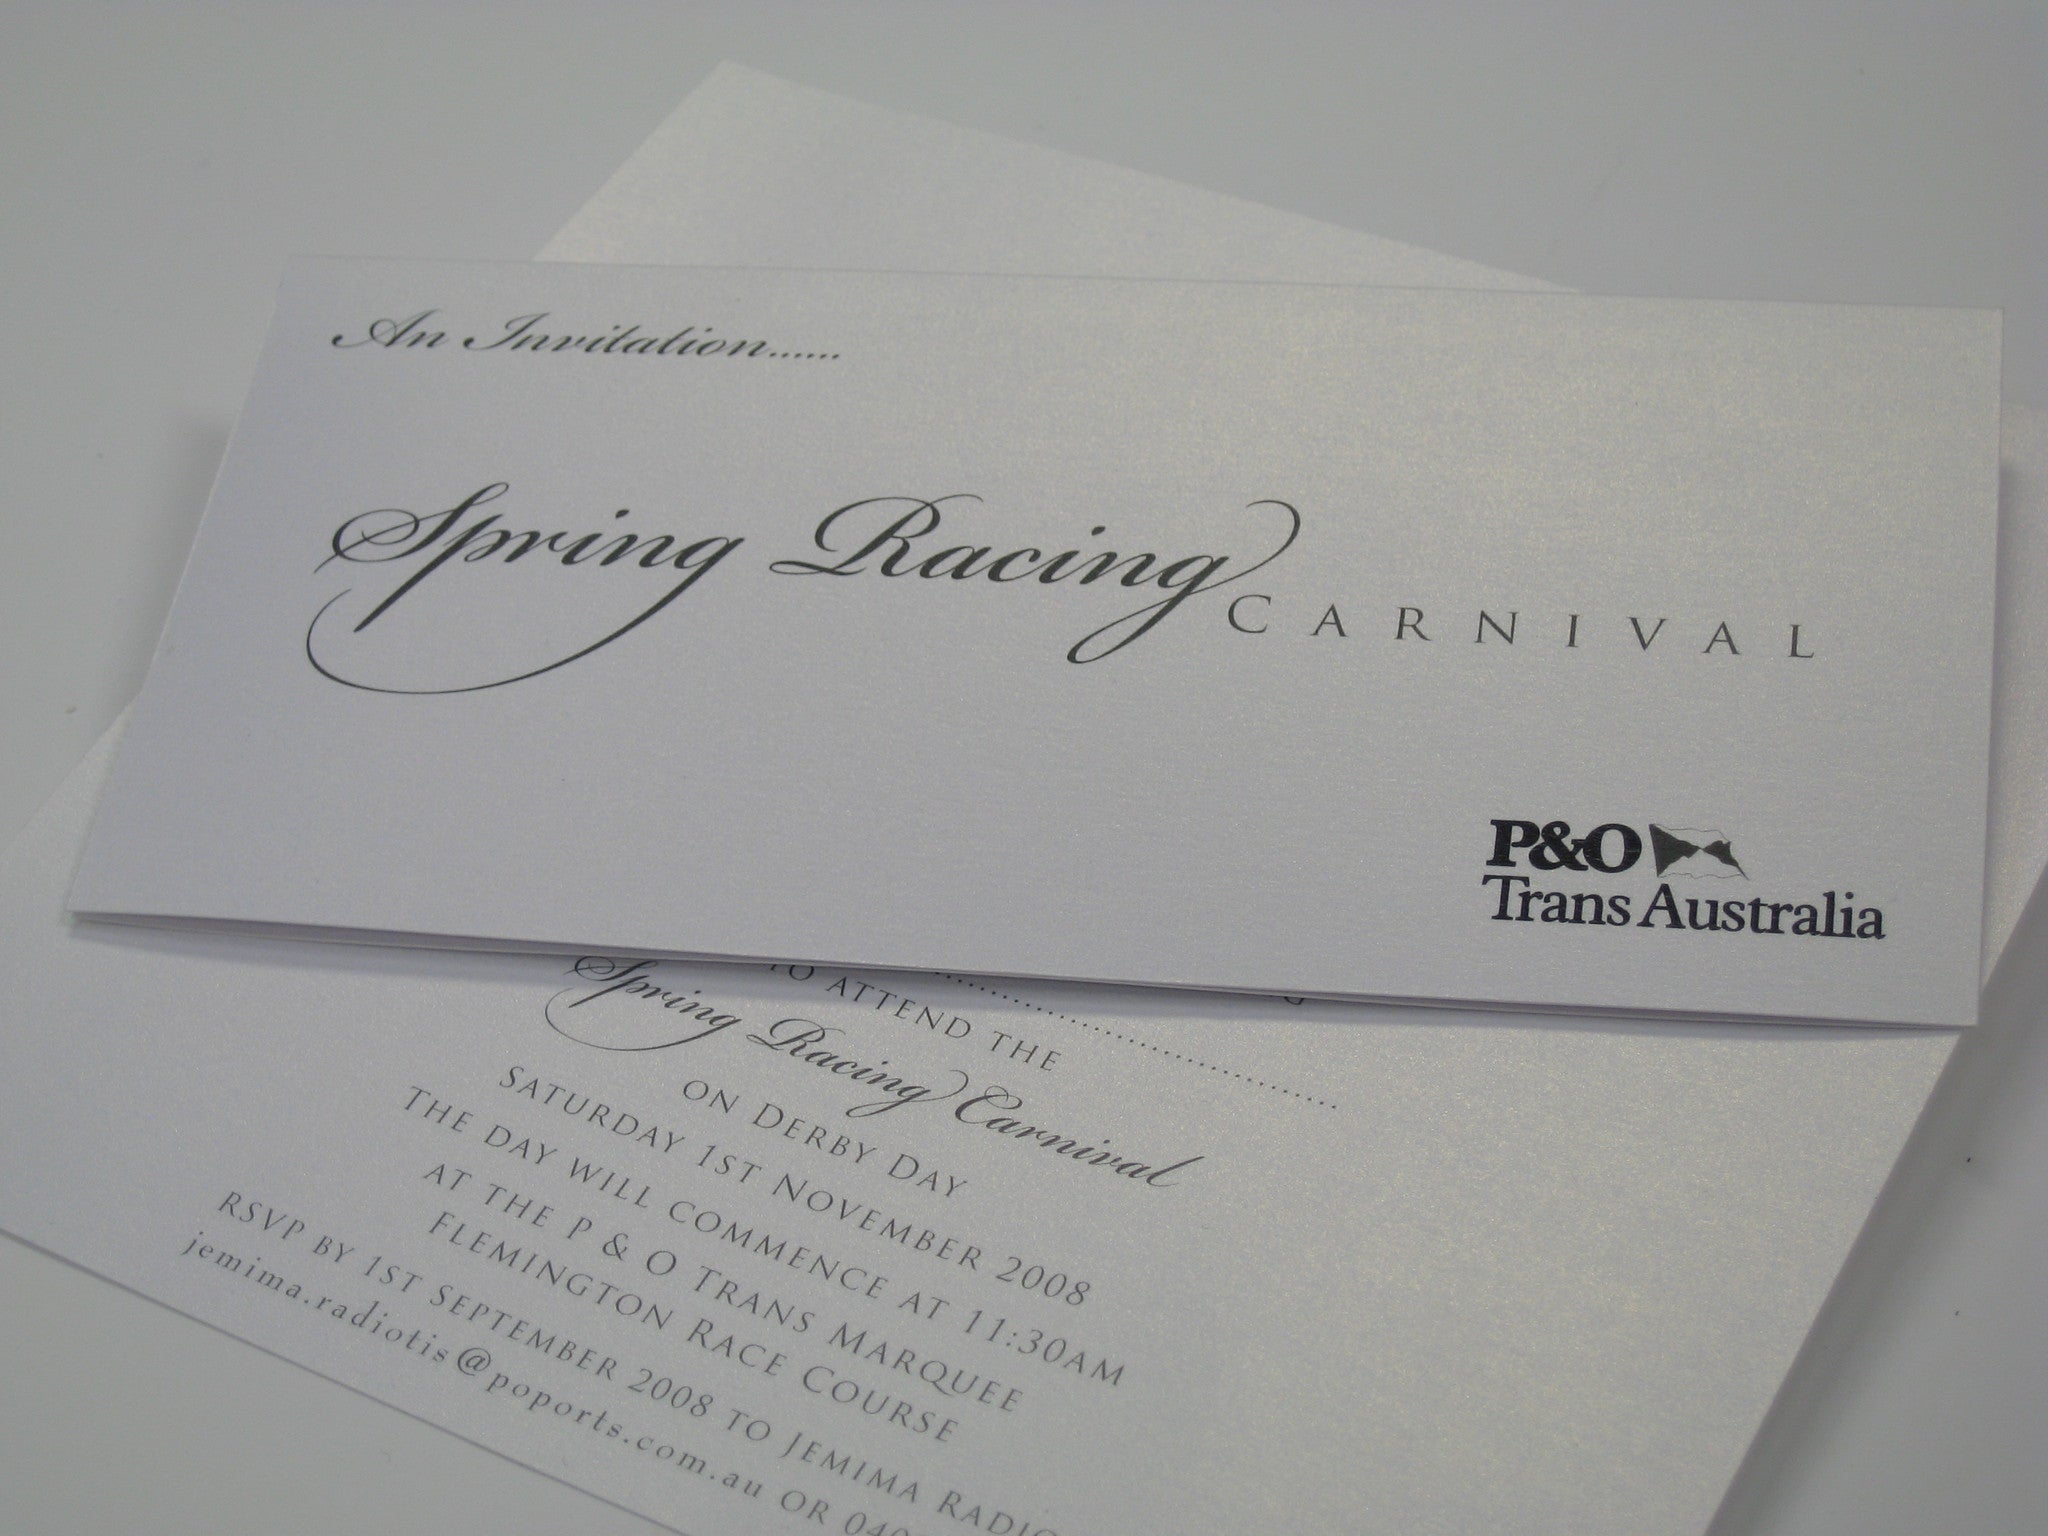 An Invitation......
Spring Racing
CARNIVAL
P&O
Trans Australia
TO ATTEND THE
Spring Racing Carnival
ON DERBY DAY
SATURDAY 1ST NOVEMBER 2008
THE DAY WILL COMMENCE AT 11:30AM
AT THE P & O TRANS MARQUEE
FLEMINGTON RACE COURSE
RSVP BY 1ST SEPTEMBER 2008 TO JEMIMA
jemima.radiotis@poports.com.au OR